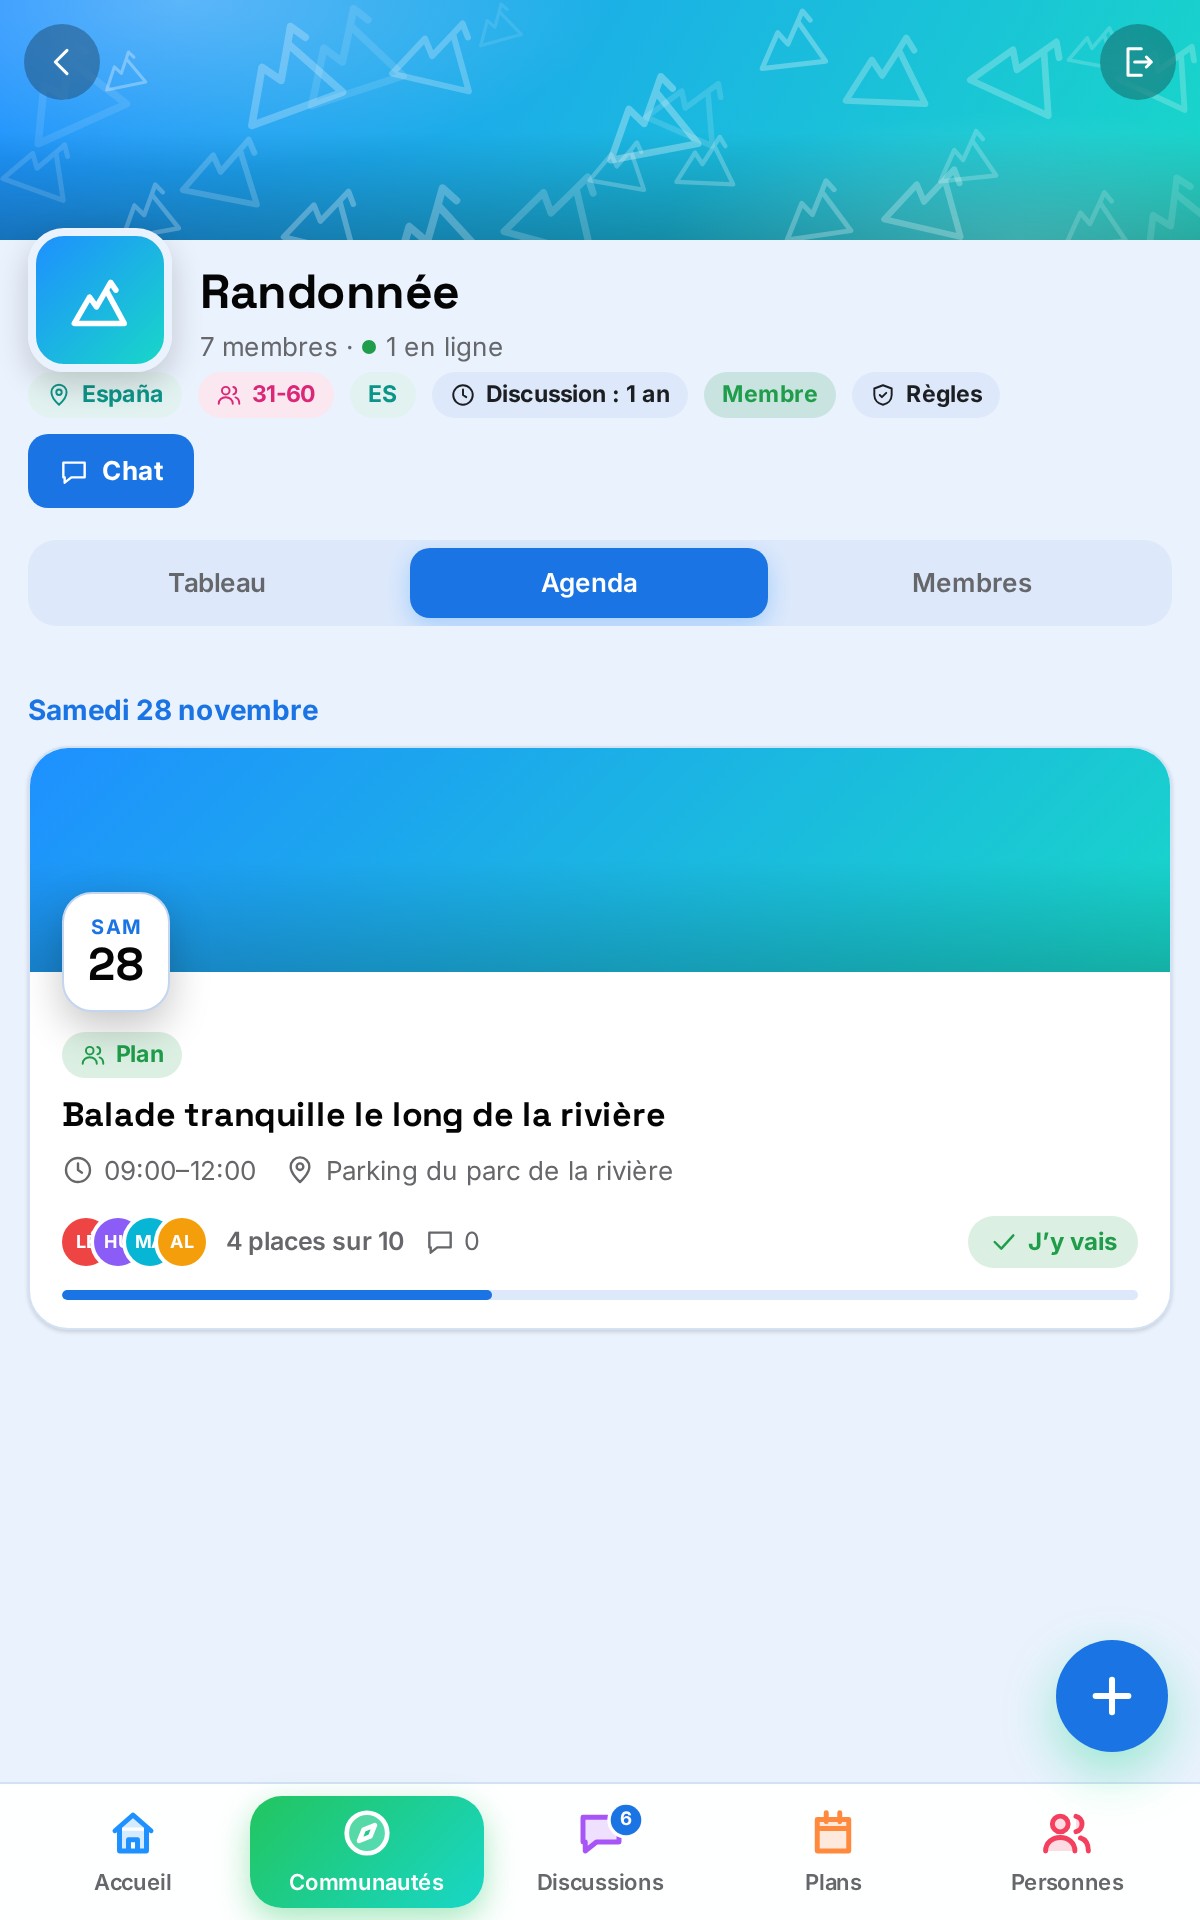 Randonnée
7 membres · 1 en ligne
España 31-60 ES Discussion : 1 an Membre Règles
Chat
Tableau Agenda Membres
Samedi 28 novembre
SAM
28
Plan
Balade tranquille le long de la rivière
09:00–12:00 Parking du parc de la rivière
AL 4 places sur 10 0 J’y vais
6
Accueil Communautés Discussions Plans Personnes